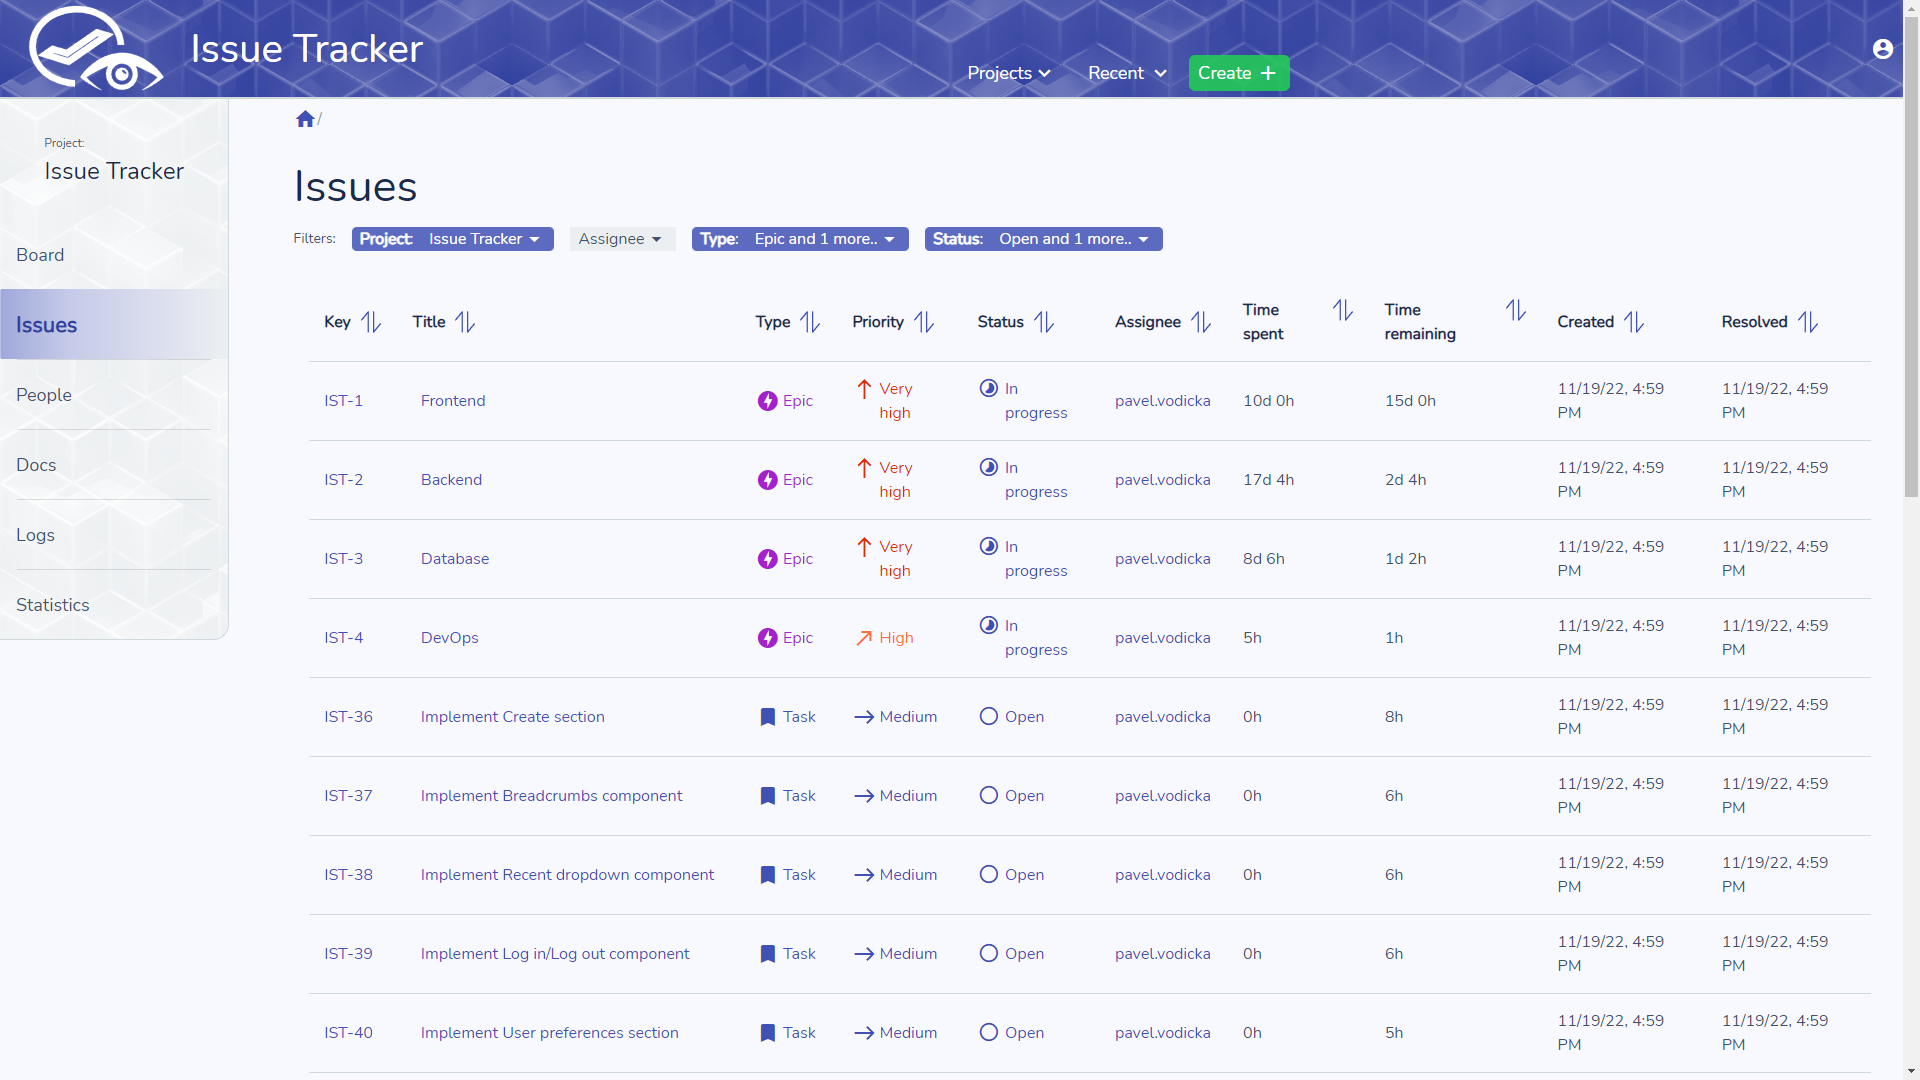 Issue Tracker
Projects
Recent
Create +
/
Project:
Issue Tracker
Board
Issues
People
Docs
Logs
Statistics
Issues
Filters: Project: Issue Tracker Assignee Type: Epic and 1 more.. Status: Open and 1 more..
Key Title Type Priority Status Assignee Time spent Time remaining Created Resolved
IST-1 Frontend Epic Very high In progress pavel.vodicka 10d 0h 15d 0h 11/19/22, 4:59 PM 11/19/22, 4:59 PM
IST-2 Backend Epic Very high In progress pavel.vodicka 17d 4h 2d 4h 11/19/22, 4:59 PM 11/19/22, 4:59 PM
IST-3 Database Epic Very high In progress pavel.vodicka 8d 6h 1d 2h 11/19/22, 4:59 PM 11/19/22, 4:59 PM
IST-4 DevOps Epic High In progress pavel.vodicka 5h 1h 11/19/22, 4:59 PM 11/19/22, 4:59 PM
IST-36 Implement Create section Task Medium Open pavel.vodicka 0h 8h 11/19/22, 4:59 PM 11/19/22, 4:59 PM
IST-37 Implement Breadcrumbs component Task Medium Open pavel.vodicka 0h 6h 11/19/22, 4:59 PM 11/19/22, 4:59 PM
IST-38 Implement Recent dropdown component Task Medium Open pavel.vodicka 0h 6h 11/19/22, 4:59 PM 11/19/22, 4:59 PM
IST-39 Implement Log in/Log out component Task Medium Open pavel.vodicka 0h 6h 11/19/22, 4:59 PM 11/19/22, 4:59 PM
IST-40 Implement User preferences section Task Medium Open pavel.vodicka 0h 5h 11/19/22, 4:59 PM 11/19/22, 4:59 PM